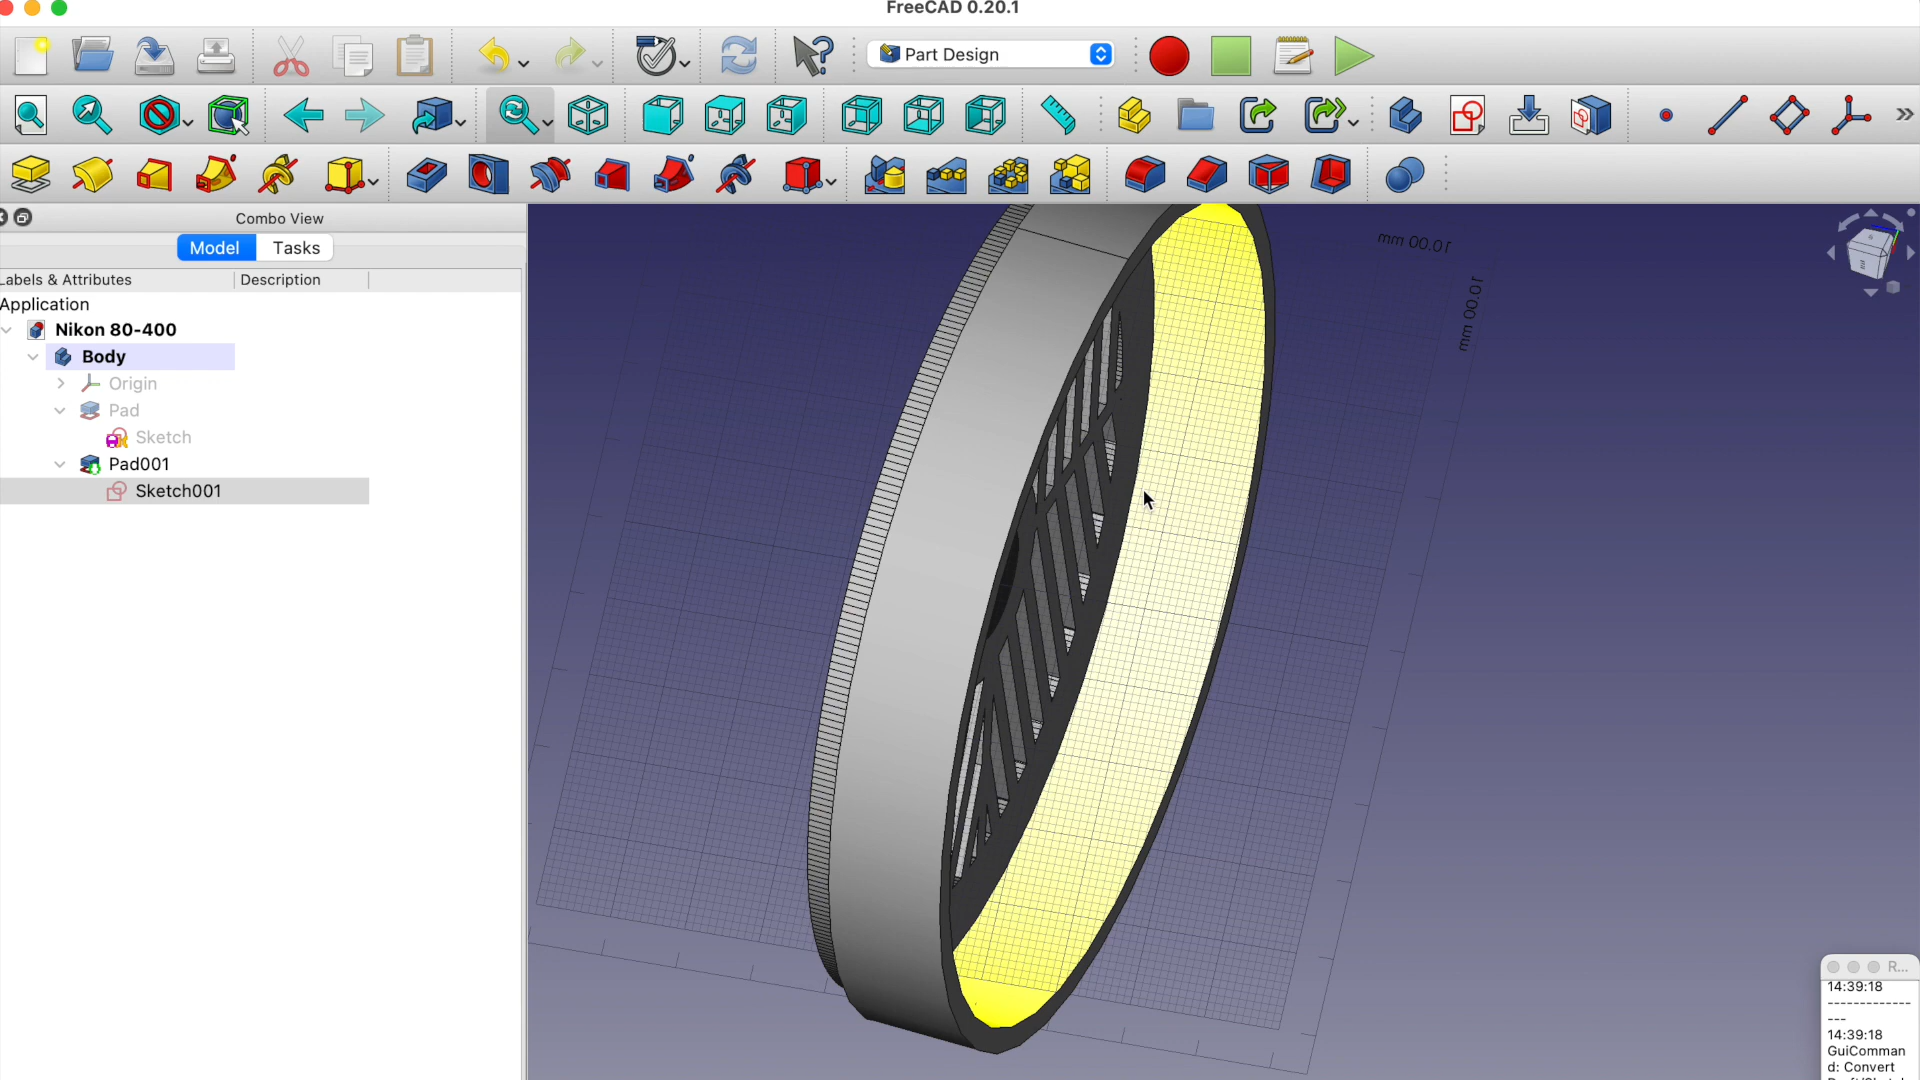 FreeCAD 0.20.1
Part Design
Combo View
Model
Tasks
Labels & Attributes
Description
Application
Nikon 80-400
Body
Origin
Pad
Sketch
Pad001
Sketch001
10.00 mm
10.00 mm
R...
14:39:18
-------------
---
14:39:18
GuiComman
d: Convert